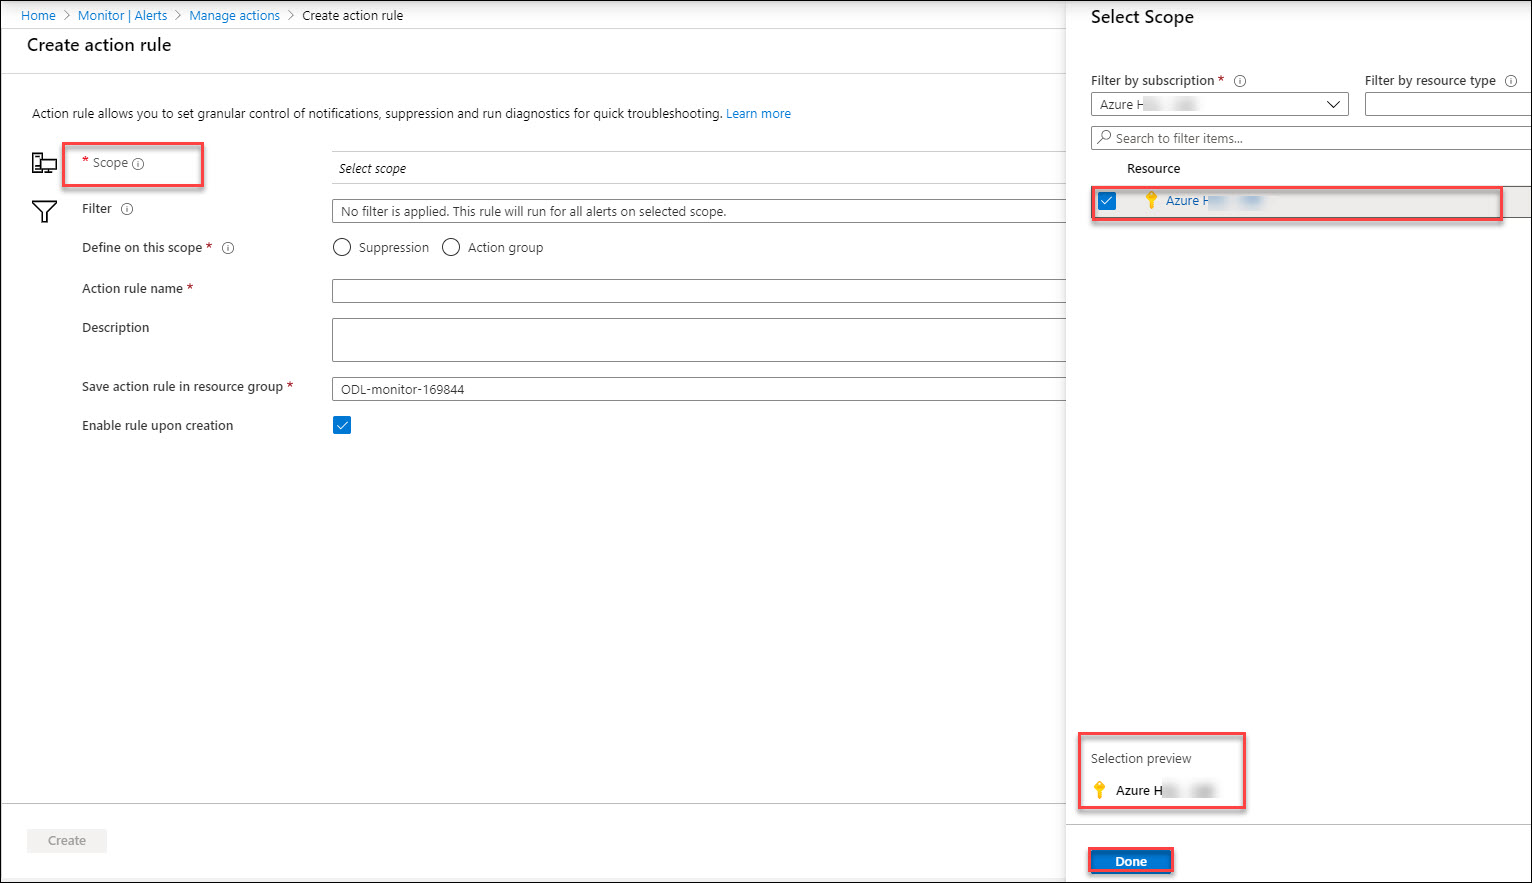 Home > Monitor | Alerts > Manage actions > Create action rule
Create action rule
Action rule allows you to set granular control of notifications, suppression and run diagnostics for quick troubleshooting. Learn more
* Scope
Select scope
Filter
No filter is applied. This rule will run for all alerts on selected scope.
Define on this scope *
Suppression
Action group
Action rule name *
Description
Save action rule in resource group *
ODL-monitor-169844
Enable rule upon creation
Create
Select Scope
Filter by subscription *
Filter by resource type
Azure
Search to filter items...
Resource
Azure
Selection preview
Azure
Done